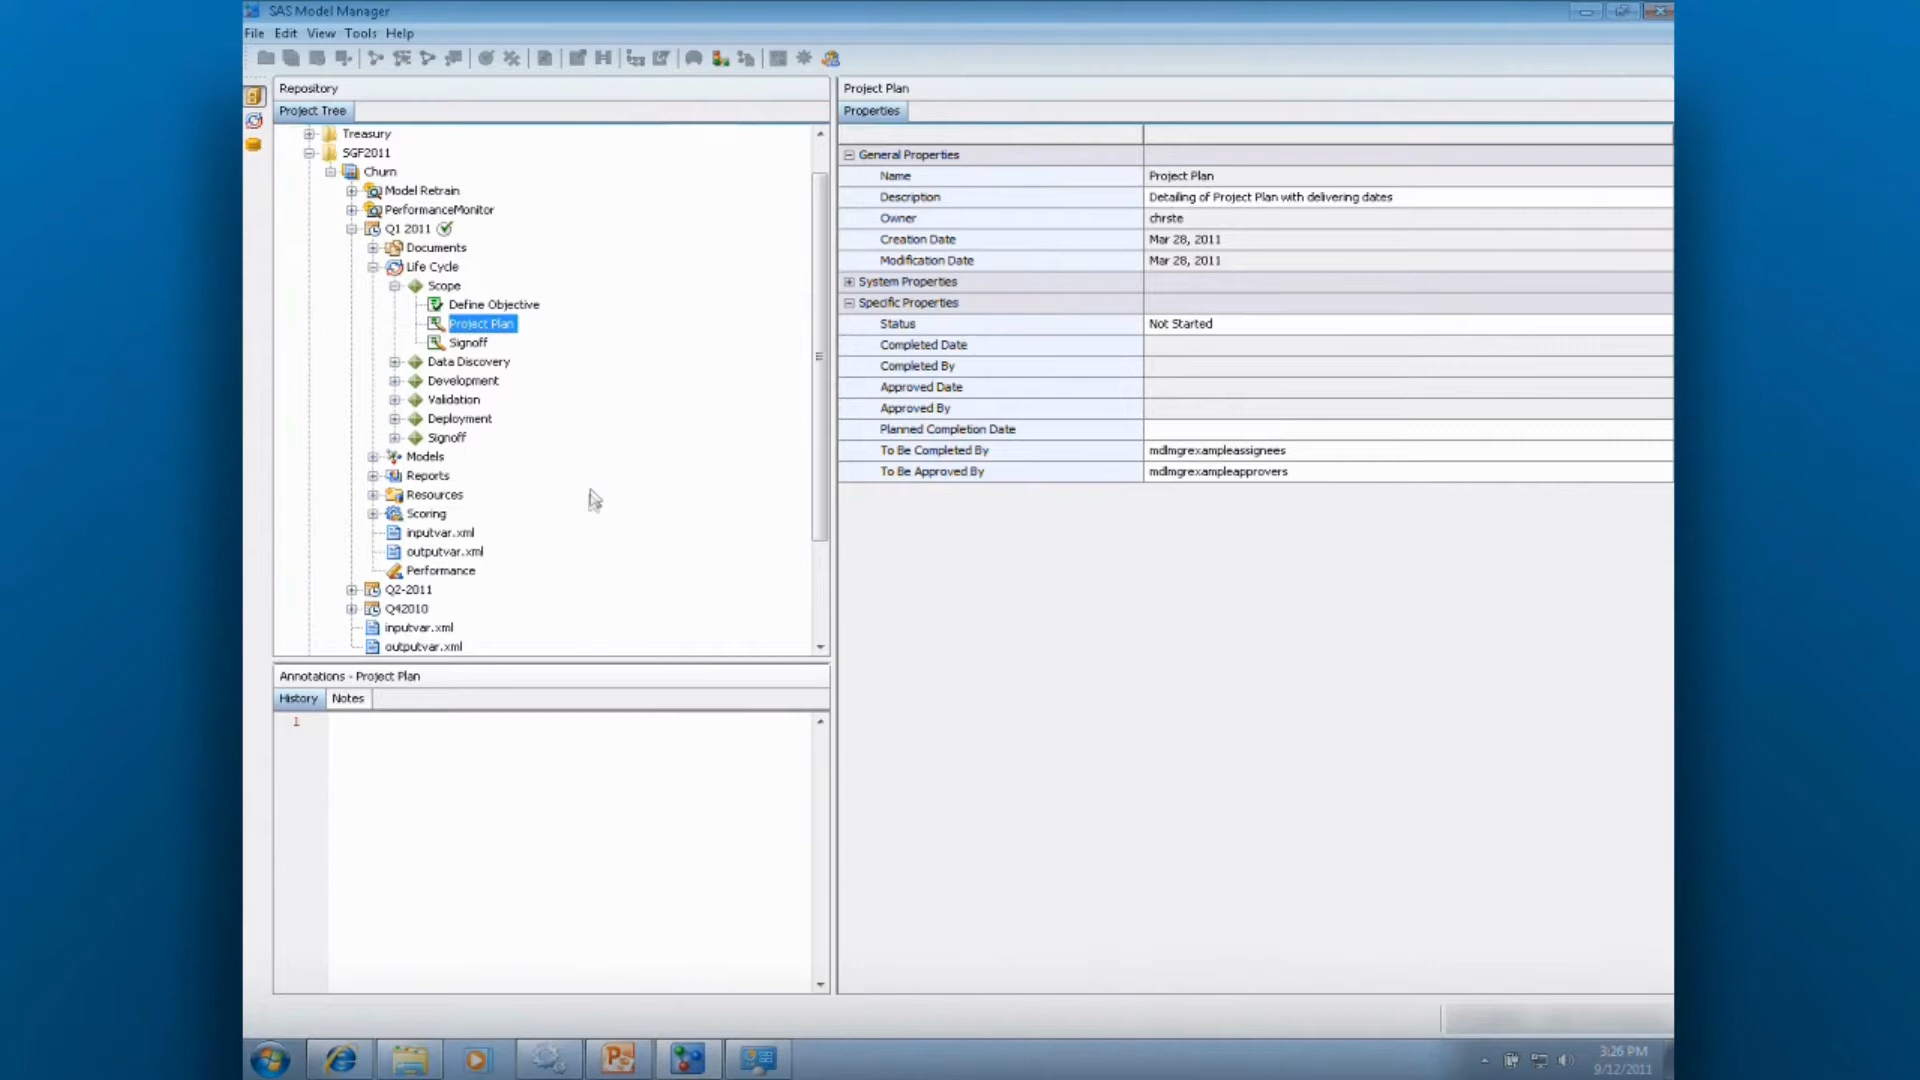 SAS Model Manager
File Edit View Tools Help
Repository
Project Tree
Treasury
SGF2011
Churn
Model Retrain
PerformanceMonitor
Q1 2011
Documents
Life Cycle
Scope
Define Objective
Project Plan
Signoff
Data Discovery
Development
Validation
Deployment
Signoff
Models
Reports
Resources
Scoring
inputvar.xml
outputvar.xml
Performance
Q2-2011
Q42010
inputvar.xml
outputvar.xml
Annotations - Project Plan
History Notes
1
Project Plan
Properties
General Properties
Name Project Plan
Description Detailing of Project Plan with delivering dates
Owner chrste
Creation Date Mar 28, 2011
Modification Date Mar 28, 2011
System Properties
Specific Properties
Status Not Started
Completed Date
Completed By
Approved Date
Approved By
Planned Completion Date
To Be Completed By mdlmgrexampleassignees
To Be Approved By mdlmgrexampleapprovers
3:26 PM
9/12/2011